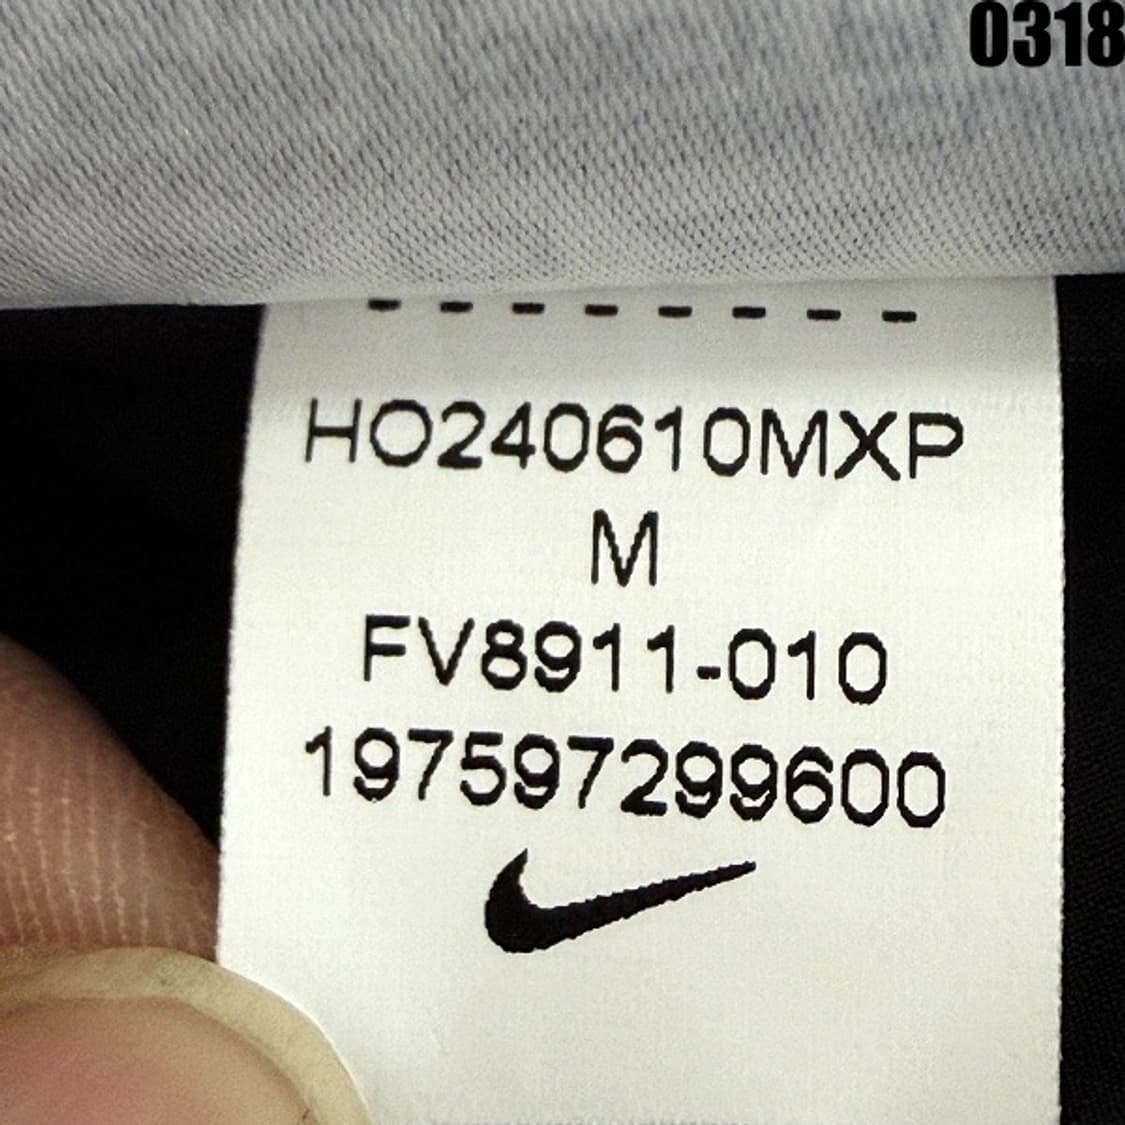 0318
- - - - - - - -
HO240610MXP
M
FV8911-010
197597299600